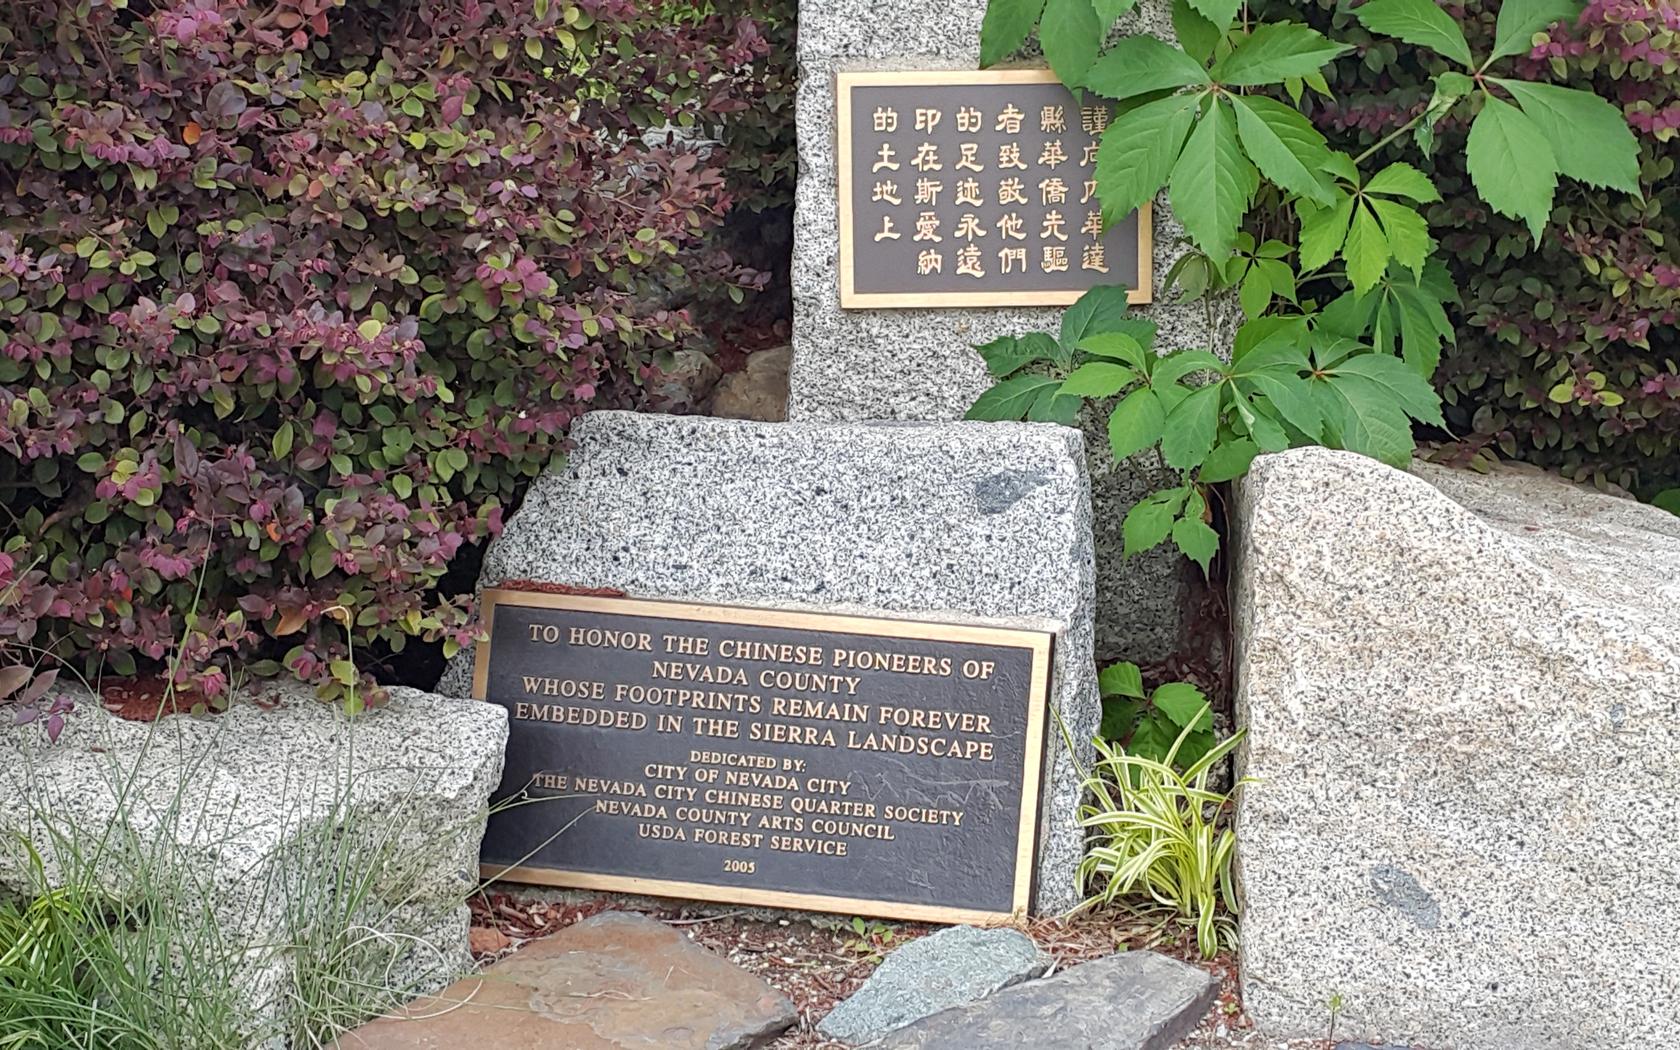 謹向乃華達
縣華僑先驅
者致敬他們
的足迹永遠
印在斯愛納
的土地上
TO HONOR THE CHINESE PIONEERS OF
NEVADA COUNTY
WHOSE FOOTPRINTS REMAIN FOREVER
EMBEDDED IN THE SIERRA LANDSCAPE
DEDICATED BY:
CITY OF NEVADA CITY
THE NEVADA CITY CHINESE QUARTER SOCIETY
NEVADA COUNTY ARTS COUNCIL
USDA FOREST SERVICE
2005